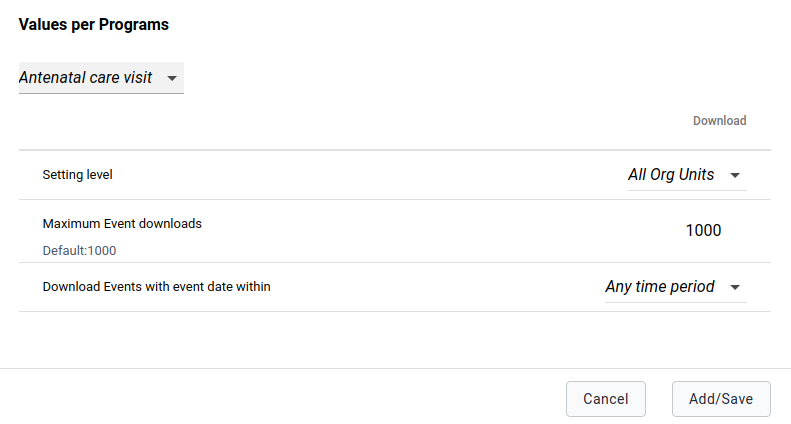 Values per Programs
Antenatal care visit
Download
Setting level
All Org Units
Maximum Event downloads
1000
Default:1000
Download Events with event date within
Any time period
Cancel
Add/Save